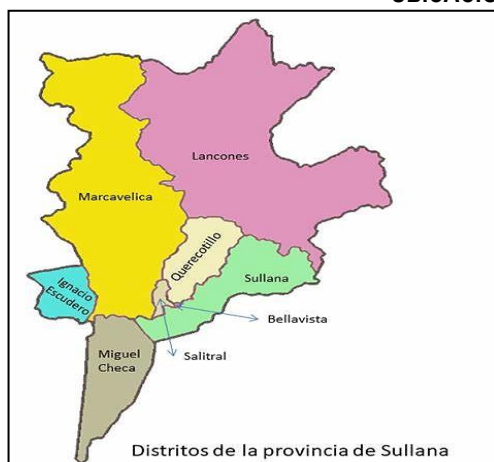 Lancones
Marcavelica
Querecotillo
Sullana
Ignacio
Escudero
Bellavista
Salitral
Miguel
Checa
Distritos de la provincia de Sullana